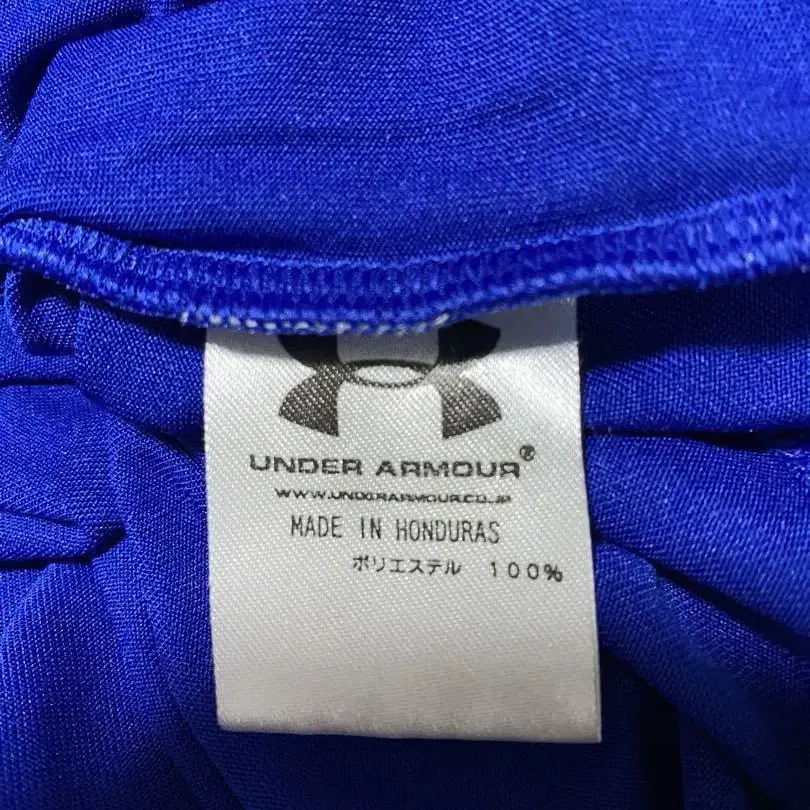 UNDER ARMOUR®
WWW.UNDERARMOUR.CO.JP
MADE IN HONDURAS
ポリエステル 100%